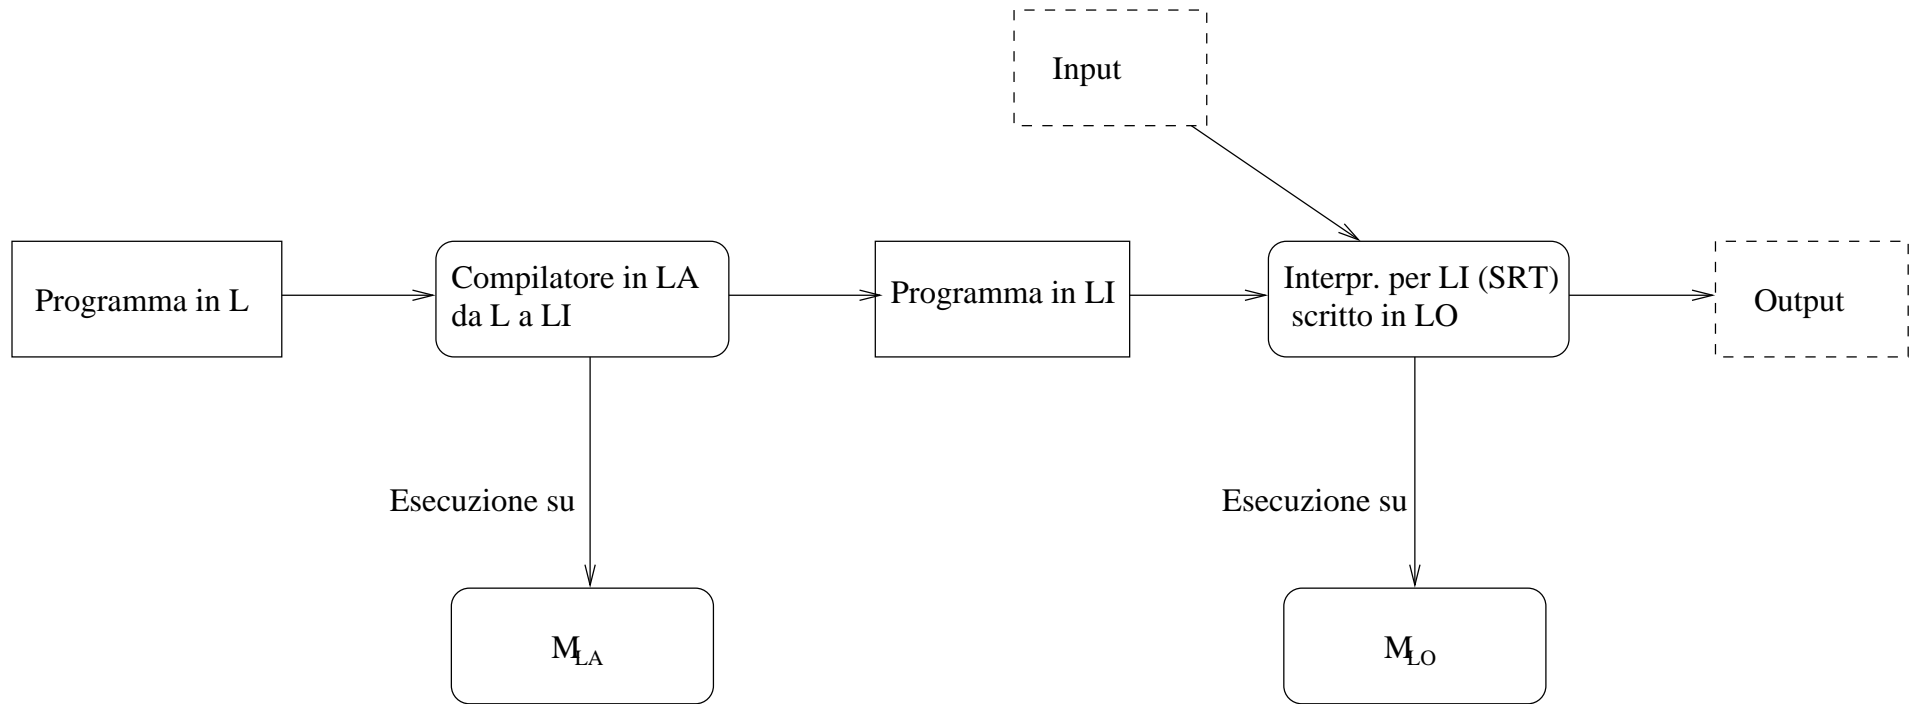 Input
Programma in L
Compilatore in LA
da L a LI
Programma in LI
Interpr. per LI (SRT)
scritto in LO
Output
Esecuzione su
Esecuzione su
M_LA
M_LO